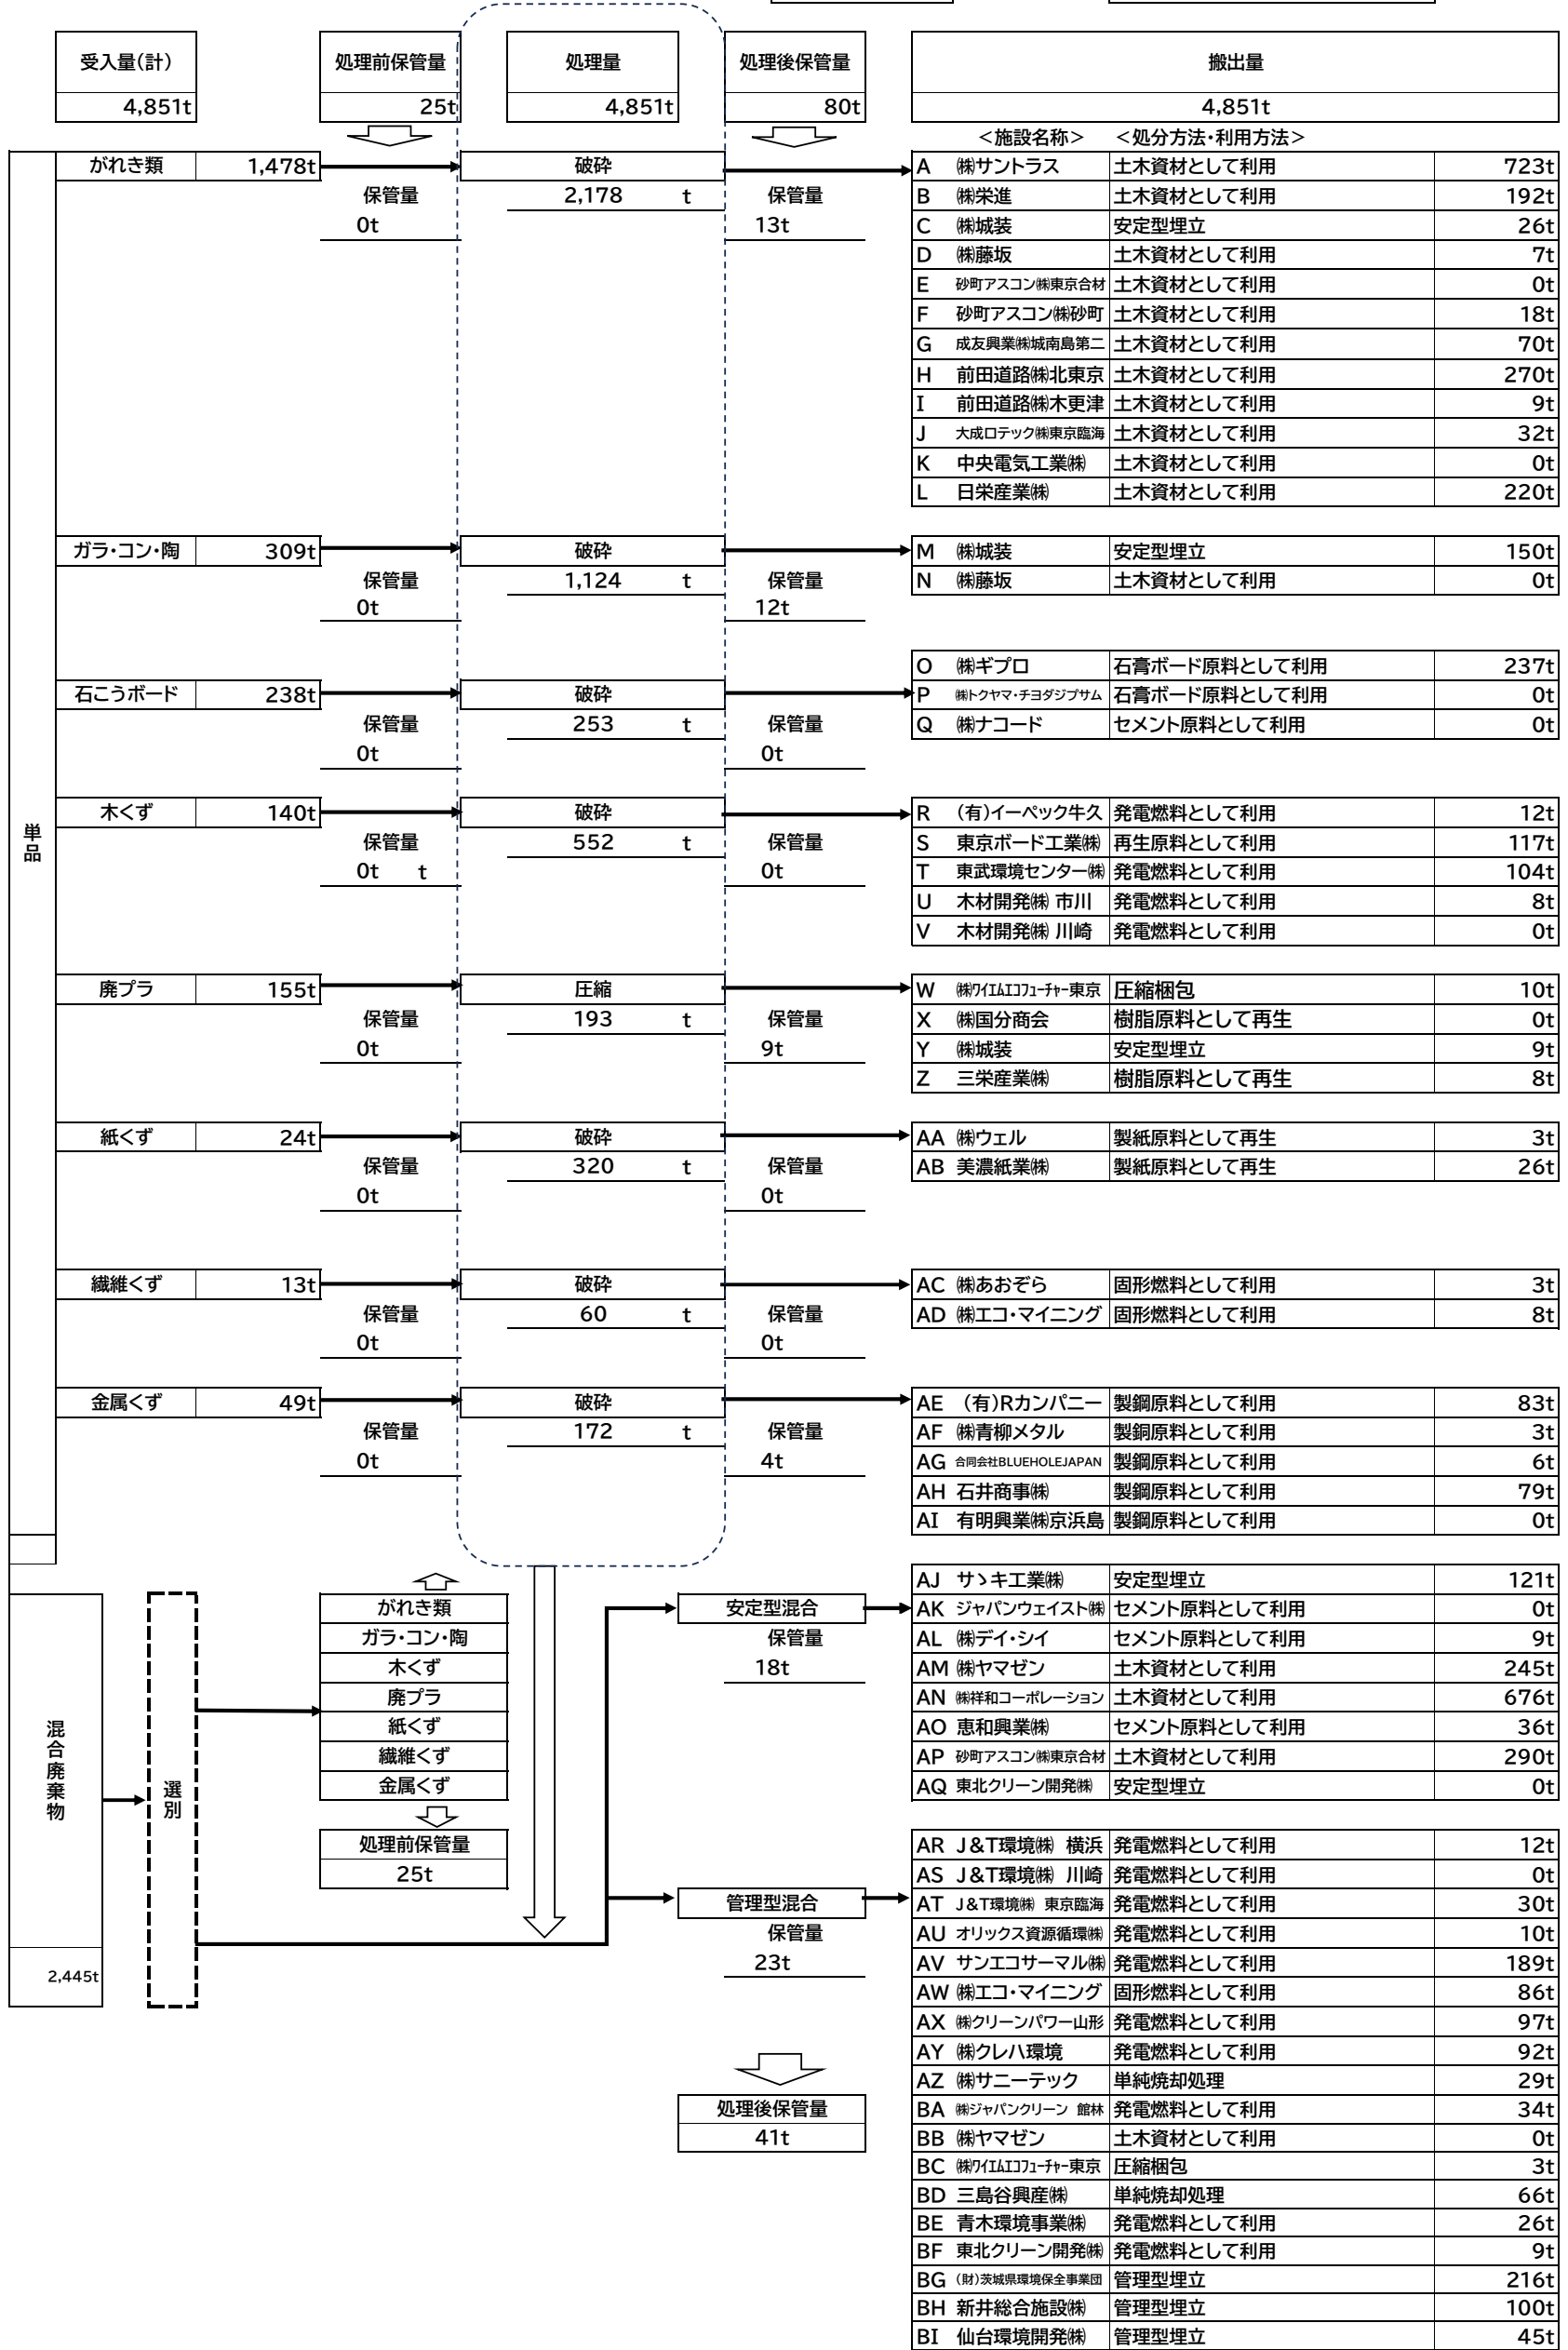 受入量(計) 処理前保管量 処理量 処理後保管量 搬出量
4,851t 25t 4,851t 80t 4,851t
＜施設名称＞ ＜処分方法・利用方法＞
単品
がれき類 1,478t 破砕
保管量 2,178 t 保管量
0t 13t
A ㈱サントラス 土木資材として利用 723t
B ㈱栄進 土木資材として利用 192t
C ㈱城装 安定型埋立 26t
D ㈱藤坂 土木資材として利用 7t
E 砂町アスコン㈱東京合材 土木資材として利用 0t
F 砂町アスコン㈱砂町 土木資材として利用 18t
G 成友興業㈱城南島第二 土木資材として利用 70t
H 前田道路㈱北東京 土木資材として利用 270t
I 前田道路㈱木更津 土木資材として利用 9t
J 大成ロテック㈱東京臨海 土木資材として利用 32t
K 中央電気工業㈱ 土木資材として利用 0t
L 日栄産業㈱ 土木資材として利用 220t
ガラ・コン・陶 309t 破砕
保管量 1,124 t 保管量
0t 12t
M ㈱城装 安定型埋立 150t
N ㈱藤坂 土木資材として利用 0t
石こうボード 238t 破砕
保管量 253 t 保管量
0t 0t
O ㈱ギプロ 石膏ボード原料として利用 237t
P ㈱トクヤマ・チヨダジプサム 石膏ボード原料として利用 0t
Q ㈱ナコード セメント原料として利用 0t
木くず 140t 破砕
保管量 552 t 保管量
0t t 0t
R (有)イーペック牛久 発電燃料として利用 12t
S 東京ボード工業㈱ 再生原料として利用 117t
T 東武環境センター㈱ 発電燃料として利用 104t
U 木材開発㈱ 市川 発電燃料として利用 8t
V 木材開発㈱ 川崎 発電燃料として利用 0t
廃プラ 155t 圧縮
保管量 193 t 保管量
0t 9t
W ㈱ﾜｲｴﾑｴｺﾌｭｰﾁｬｰ東京 圧縮梱包 10t
X ㈱国分商会 樹脂原料として再生 0t
Y ㈱城装 安定型埋立 9t
Z 三栄産業㈱ 樹脂原料として再生 8t
紙くず 24t 破砕
保管量 320 t 保管量
0t 0t
AA ㈱ウェル 製紙原料として再生 3t
AB 美濃紙業㈱ 製紙原料として再生 26t
繊維くず 13t 破砕
保管量 60 t 保管量
0t 0t
AC ㈱あおぞら 固形燃料として利用 3t
AD ㈱エコ・マイニング 固形燃料として利用 8t
金属くず 49t 破砕
保管量 172 t 保管量
0t 4t
AE (有)Rカンパニー 製鋼原料として利用 83t
AF ㈱青柳メタル 製銅原料として利用 3t
AG 合同会社BLUEHOLEJAPAN 製鋼原料として利用 6t
AH 石井商事㈱ 製鋼原料として利用 79t
AI 有明興業㈱京浜島 製鋼原料として利用 0t
混合廃棄物
2,445t
選別
がれき類
ガラ・コン・陶
木くず
廃プラ
紙くず
繊維くず
金属くず
処理前保管量
25t
安定型混合
保管量
18t
AJ サゝキ工業㈱ 安定型埋立 121t
AK ジャパンウェイスト㈱ セメント原料として利用 0t
AL ㈱デイ・シイ セメント原料として利用 9t
AM ㈱ヤマゼン 土木資材として利用 245t
AN ㈱祥和コーポレーション 土木資材として利用 676t
AO 恵和興業㈱ セメント原料として利用 36t
AP 砂町アスコン㈱東京合材 土木資材として利用 290t
AQ 東北クリーン開発㈱ 安定型埋立 0t
管理型混合
保管量
23t
処理後保管量
41t
AR J&T環境㈱ 横浜 発電燃料として利用 12t
AS J&T環境㈱ 川崎 発電燃料として利用 0t
AT J&T環境㈱ 東京臨海 発電燃料として利用 30t
AU オリックス資源循環㈱ 発電燃料として利用 10t
AV サンエコサーマル㈱ 発電燃料として利用 189t
AW ㈱エコ・マイニング 固形燃料として利用 86t
AX ㈱クリーンパワー山形 発電燃料として利用 97t
AY ㈱クレハ環境 発電燃料として利用 92t
AZ ㈱サニーテック 単純焼却処理 29t
BA ㈱ジャパンクリーン 館林 発電燃料として利用 34t
BB ㈱ヤマゼン 土木資材として利用 0t
BC ㈱ﾜｲｴﾑｴｺﾌｭｰﾁｬｰ東京 圧縮梱包 3t
BD 三島谷興産㈱ 単純焼却処理 66t
BE 青木環境事業㈱ 発電燃料として利用 26t
BF 東北クリーン開発㈱ 発電燃料として利用 9t
BG (財)茨城県環境保全事業団 管理型埋立 216t
BH 新井総合施設㈱ 管理型埋立 100t
BI 仙台環境開発㈱ 管理型埋立 45t